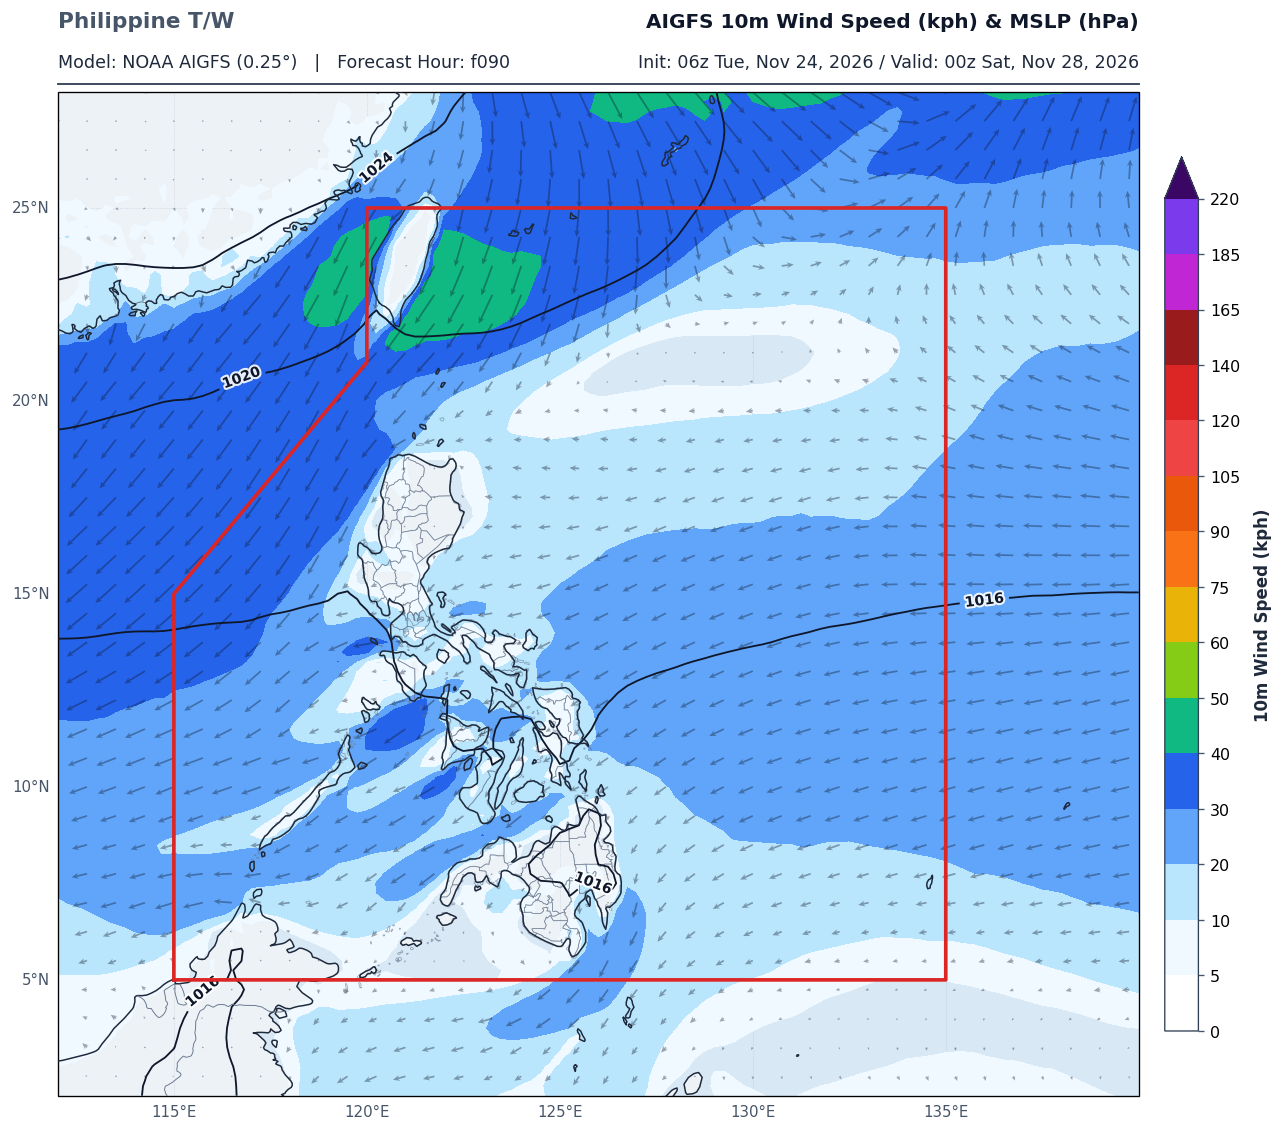 Philippine T/W
AIGFS 10m Wind Speed (kph) & MSLP (hPa)
Model: NOAA AIGFS (0.25°) | Forecast Hour: f090
Init: 06z Tue, Nov 24, 2026 / Valid: 00z Sat, Nov 28, 2026
1024
1020
1016
1016
1016
25°N
20°N
15°N
10°N
5°N
115°E
120°E
125°E
130°E
135°E
220
185
165
140
120
105
90
75
60
50
40
30
20
10
5
0
10m Wind Speed (kph)